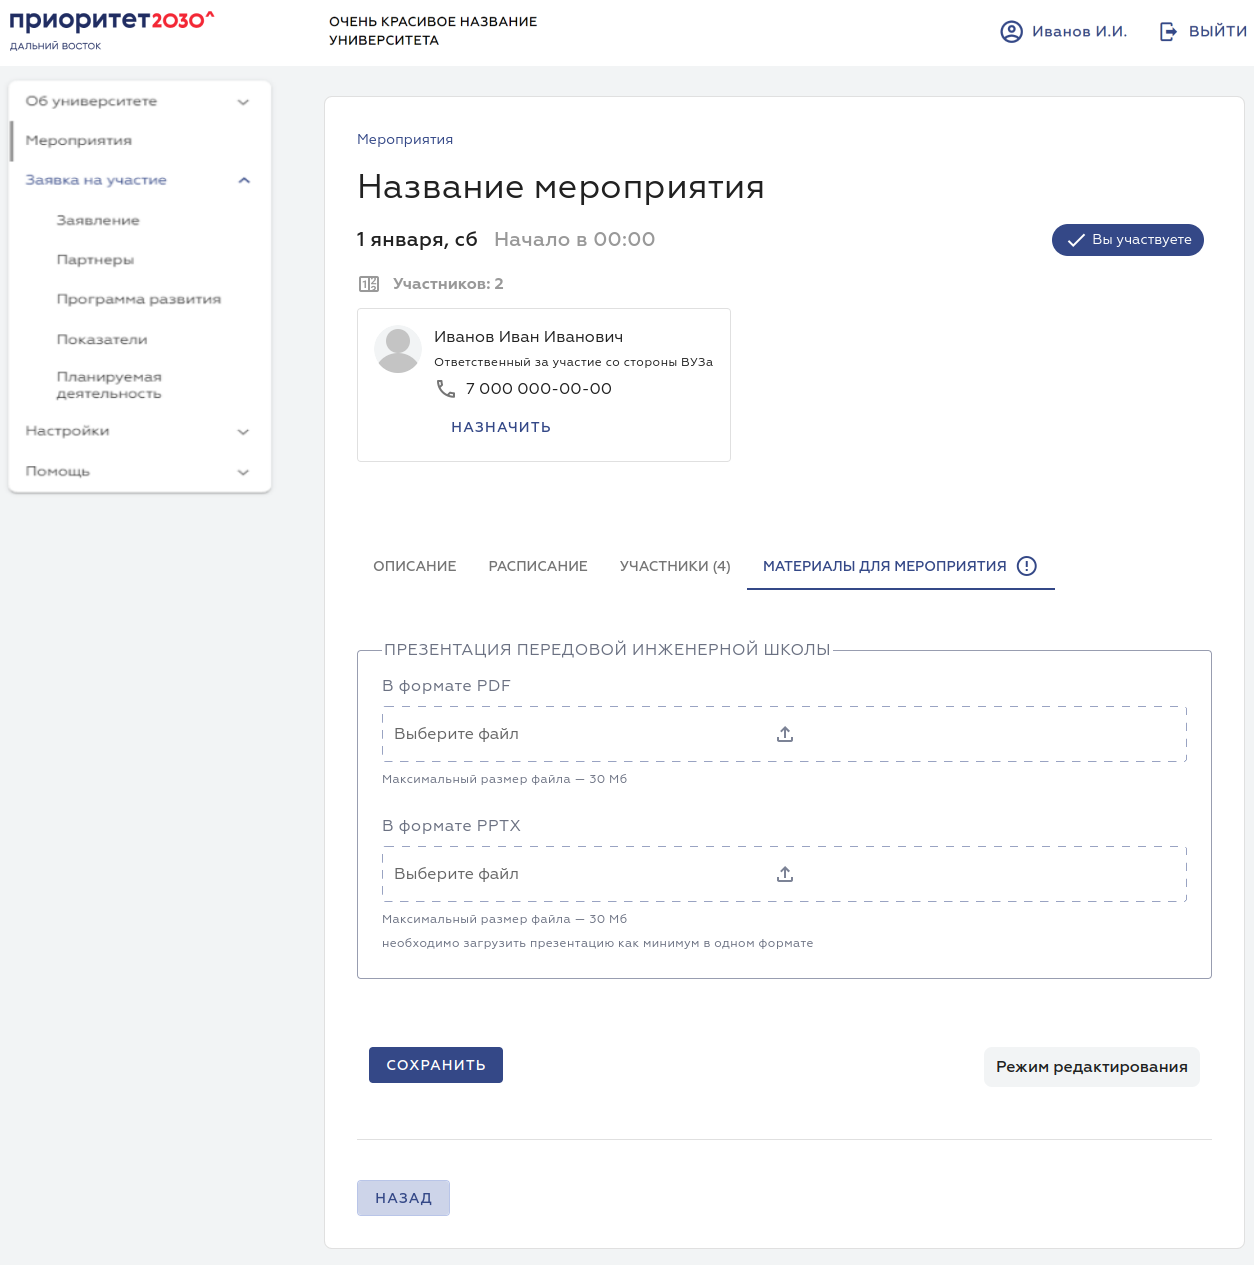 приоритет2030^
ДАЛЬНИЙ ВОСТОК
ОЧЕНЬ КРАСИВОЕ НАЗВАНИЕ
УНИВЕРСИТЕТА
Иванов И.И.
ВЫЙТИ
Об университете
Мероприятия
Заявка на участие
Заявление
Партнеры
Программа развития
Показатели
Планируемая
деятельность
Настройки
Помощь
Мероприятия
Название мероприятия
1 января, сб Начало в 00:00
Вы участвуете
Участников: 2
Иванов Иван Иванович
Ответственный за участие со стороны ВУЗа
7 000 000-00-00
НАЗНАЧИТЬ
ОПИСАНИЕ РАСПИСАНИЕ УЧАСТНИКИ (4) МАТЕРИАЛЫ ДЛЯ МЕРОПРИЯТИЯ
ПРЕЗЕНТАЦИЯ ПЕРЕДОВОЙ ИНЖЕНЕРНОЙ ШКОЛЫ
В формате PDF
Выберите файл
Максимальный размер файла — 30 Мб
В формате PPTX
Выберите файл
Максимальный размер файла — 30 Мб
необходимо загрузить презентацию как минимум в одном формате
СОХРАНИТЬ
Режим редактирования
НАЗАД